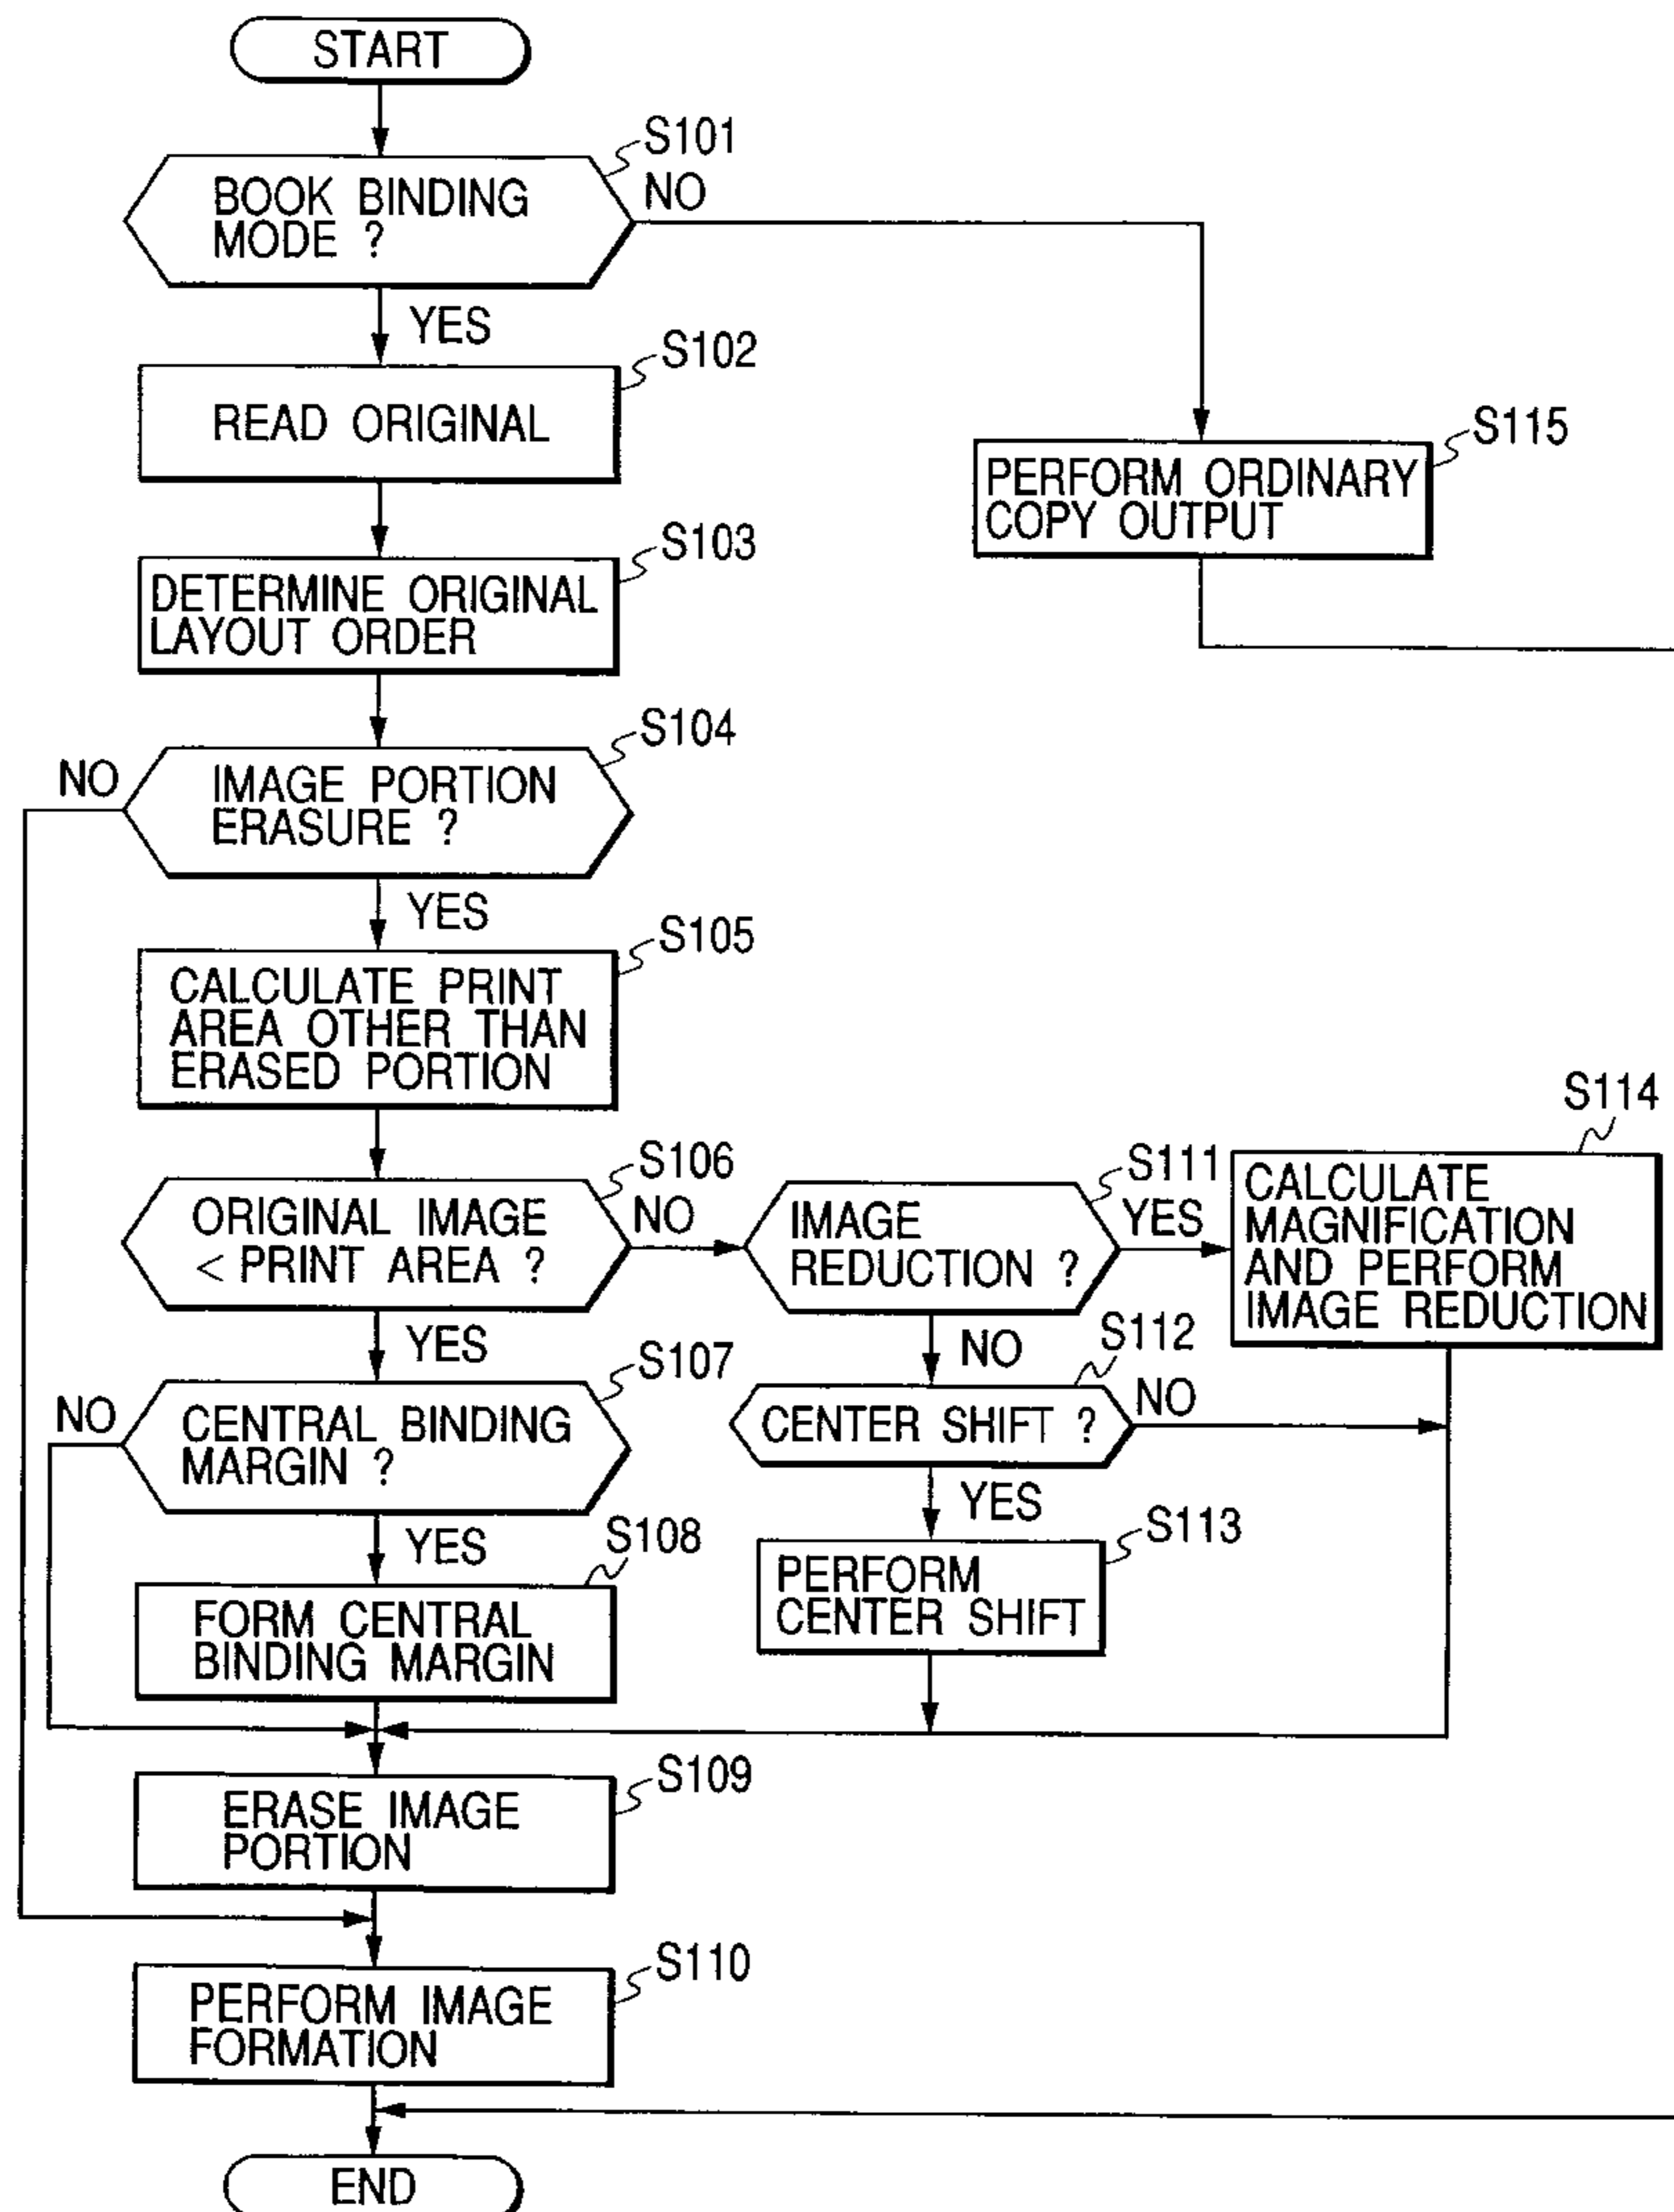 START
S101
BOOK BINDING
MODE ?
NO
YES
S102
READ ORIGINAL
S115
PERFORM ORDINARY
COPY OUTPUT
S103
DETERMINE ORIGINAL
LAYOUT ORDER
S104
NO
IMAGE PORTION
ERASURE ?
YES
S105
CALCULATE PRINT
AREA OTHER THAN
ERASED PORTION
S106
ORIGINAL IMAGE
< PRINT AREA ?
NO
S111
IMAGE
REDUCTION ?
YES
S114
CALCULATE
MAGNIFICATION
AND PERFORM
IMAGE REDUCTION
YES
NO
S107
NO
CENTRAL BINDING
MARGIN ?
S112
CENTER SHIFT ?
NO
YES
YES
S108
FORM CENTRAL
BINDING MARGIN
S113
PERFORM
CENTER SHIFT
S109
ERASE IMAGE
PORTION
S110
PERFORM IMAGE
FORMATION
END